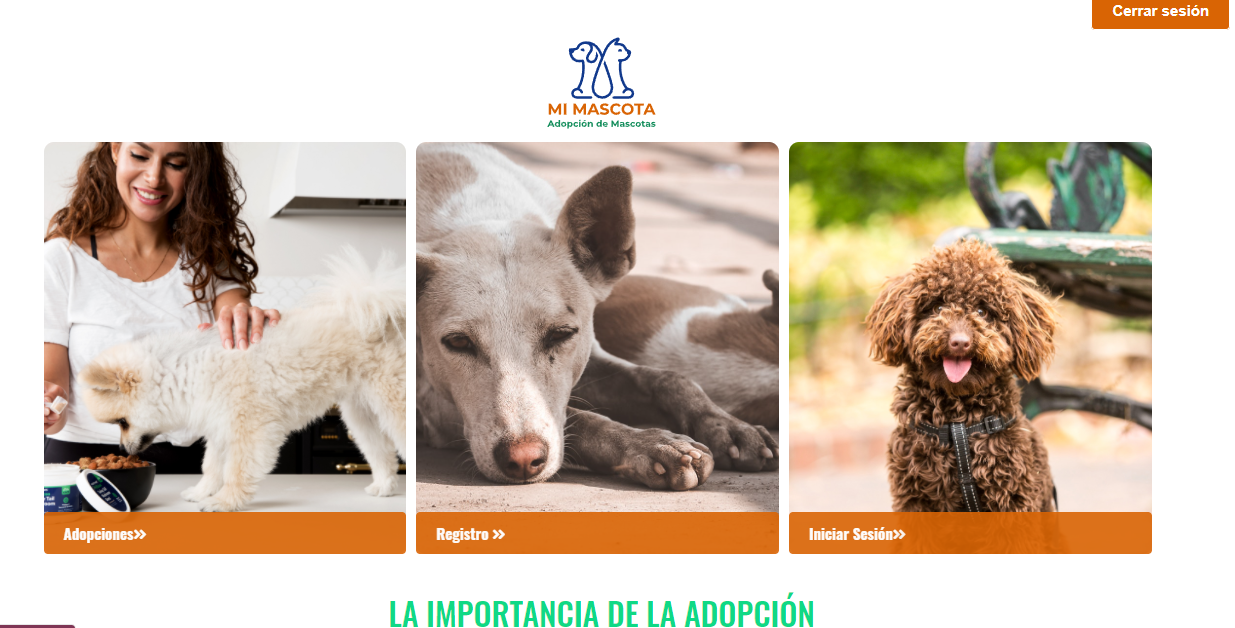 Cerrar sesión
MI MASCOTA
Adopción de Mascotas
Adopciones»
Registro »
Iniciar Sesión»
LA IMPORTANCIA DE LA ADOPCIÓN